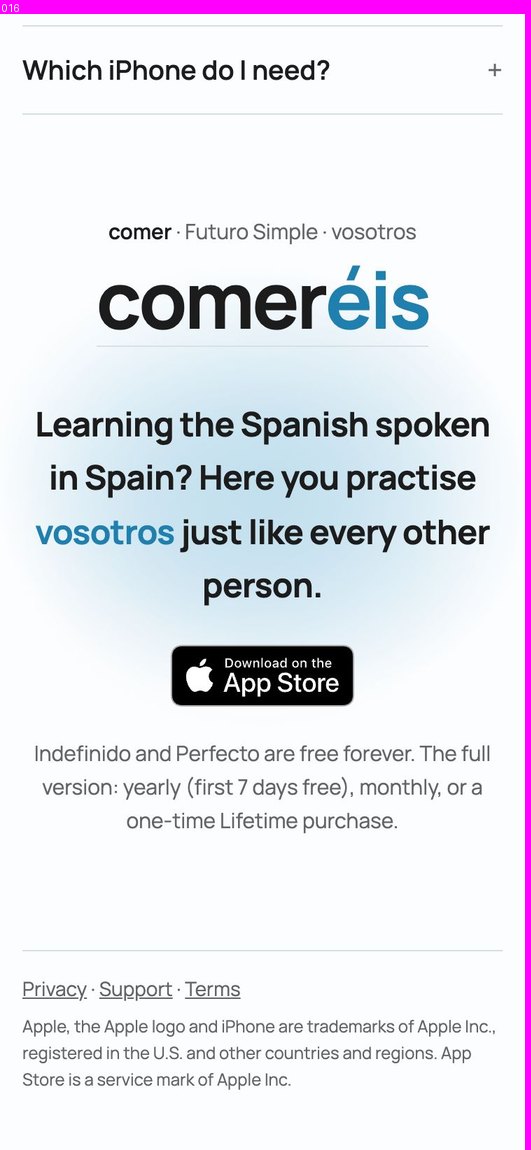 016
Which iPhone do I need?
+
comer · Futuro Simple · vosotros
comeréis
Learning the Spanish spoken
in Spain? Here you practise
vosotros just like every other
person.
Download on the
App Store
Indefinido and Perfecto are free forever. The full
version: yearly (first 7 days free), monthly, or a
one-time Lifetime purchase.
Privacy · Support · Terms
Apple, the Apple logo and iPhone are trademarks of Apple Inc.,
registered in the U.S. and other countries and regions. App
Store is a service mark of Apple Inc.